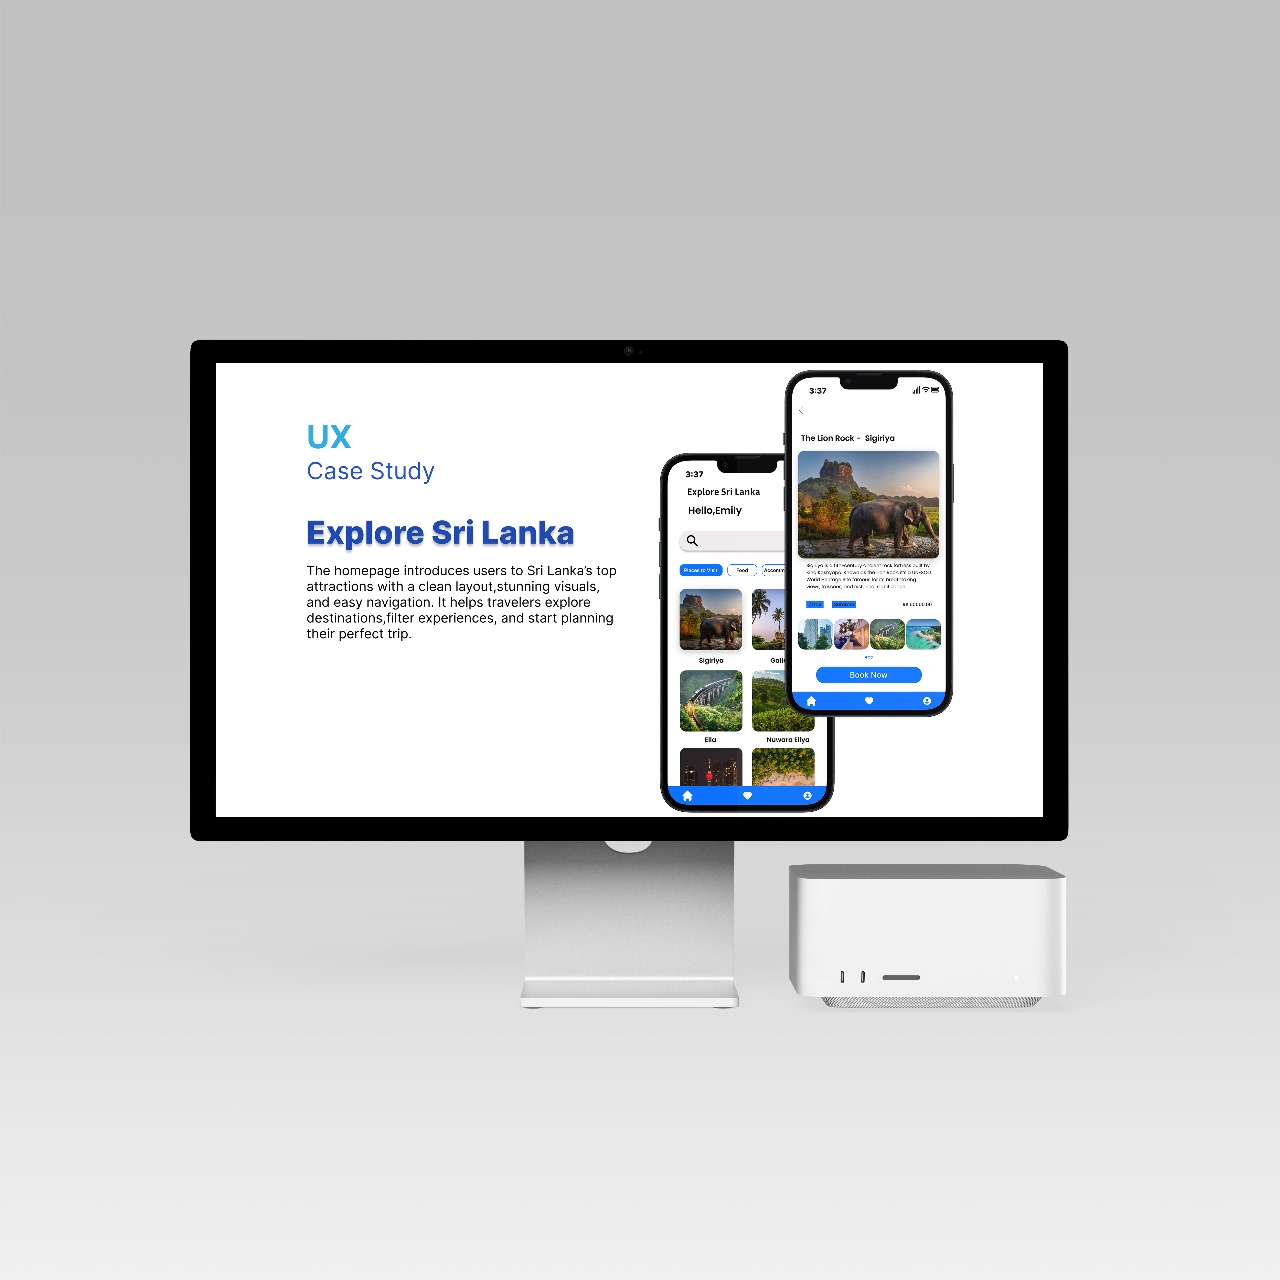 UX
Case Study
Explore Sri Lanka
The homepage introduces users to Sri Lanka's top
attractions with a clean layout,stunning visuals,
and easy navigation. It helps travelers explore
destinations,filter experiences, and start planning
their perfect trip.
3:37
Explore Sri Lanka
Hello,Emily
Places to Visit
Food
Accomm
Sigiriya
Galle
Ella
Nuwara Eliya
3:37
The Lion Rock - Sigiriya
Book Now